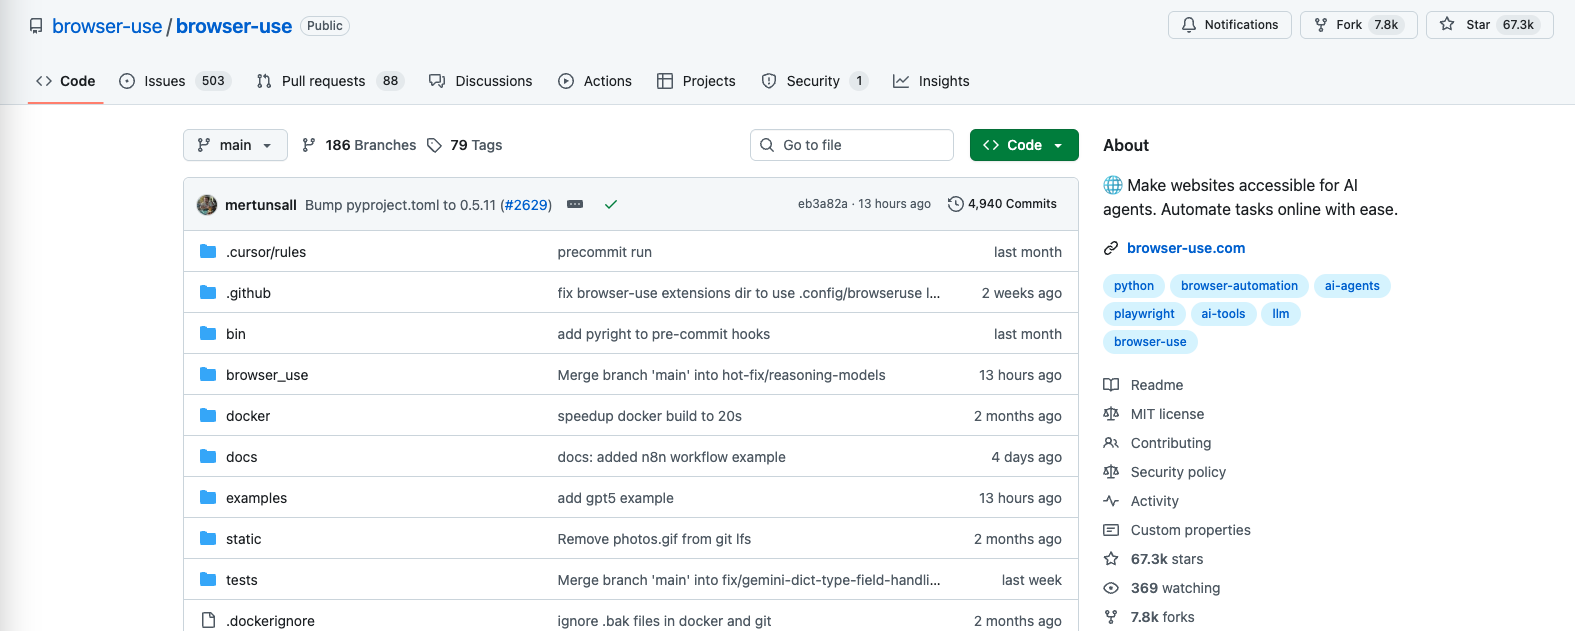 browser-use / browser-use Public
Notifications Fork 7.8k Star 67.3k
Code Issues 503 Pull requests 88 Discussions Actions Projects Security 1 Insights
main 186 Branches 79 Tags Go to file Code
mertunsall Bump pyproject.toml to 0.5.11 (#2629) eb3a82a · 13 hours ago 4,940 Commits
.cursor/rules precommit run last month
.github fix browser-use extensions dir to use .config/browseruse l... 2 weeks ago
bin add pyright to pre-commit hooks last month
browser_use Merge branch 'main' into hot-fix/reasoning-models 13 hours ago
docker speedup docker build to 20s 2 months ago
docs docs: added n8n workflow example 4 days ago
examples add gpt5 example 13 hours ago
static Remove photos.gif from git lfs 2 months ago
tests Merge branch 'main' into fix/gemini-dict-type-field-handli... last week
.dockerignore ignore .bak files in docker and git 2 months ago
About
🌐 Make websites accessible for AI
agents. Automate tasks online with ease.
browser-use.com
python browser-automation ai-agents
playwright ai-tools llm
browser-use
Readme
MIT license
Contributing
Security policy
Activity
Custom properties
67.3k stars
369 watching
7.8k forks